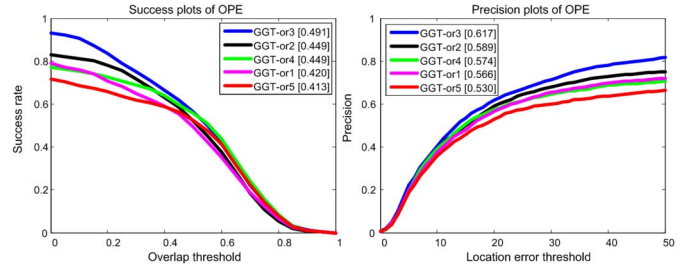 Success plots of OPE
GGT-or3 [0.491]
GGT-or2 [0.449]
GGT-or4 [0.449]
GGT-or1 [0.420]
GGT-or5 [0.413]
Success rate
1
0.8
0.6
0.4
0.2
0
0 0.2 0.4 0.6 0.8 1
Overlap threshold
Precision plots of OPE
GGT-or3 [0.617]
GGT-or2 [0.589]
GGT-or4 [0.574]
GGT-or1 [0.566]
GGT-or5 [0.530]
Precision
1
0.8
0.6
0.4
0.2
0
0 10 20 30 40 50
Location error threshold